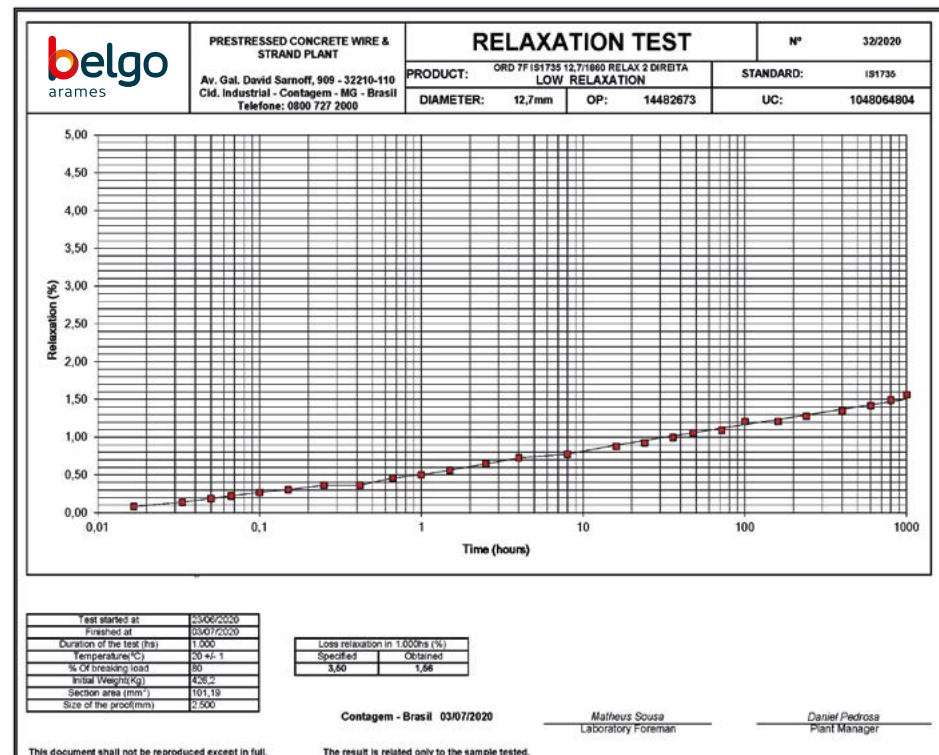 belgo
arames
PRESTRESSED CONCRETE WIRE &
STRAND PLANT
Av. Gal. David Sarnoff, 909 - 32210-110
Cid. Industrial - Contagem - MG - Brasil
Telefone: 0800 727 2000
RELAXATION TEST
Nº 32/2020
PRODUCT: ORD 7F IS1735 12,7/1860 RELAX 2 DIREITA
LOW RELAXATION
STANDARD: IS1735
DIAMETER: 12,7mm OP: 14482673 UC: 1048064804
5,00
4,50
4,00
3,50
3,00
2,50
2,00
1,50
1,00
0,50
0,00
Relaxation (%)
0,01 0,1 1 10 100 1000
Time (hours)
Test started at 23/06/2020
Finished at 03/07/2020
Duration of the test (hs) 1.000
Temperature(ºC) 20 +/- 1
% Of breaking load 80
Initial Weight(Kg) 426,2
Section area (mm²) 101,19
Size of the proof(mm) 2.500
Loss relaxation in 1.000hs (%)
Specified Obtained
3,50 1,56
Contagem - Brasil 03/07/2020
Matheus Sousa
Laboratory Foreman
Daniel Pedrosa
Plant Manager
This document shall not be reproduced except in full.
The result is related only to the sample tested.